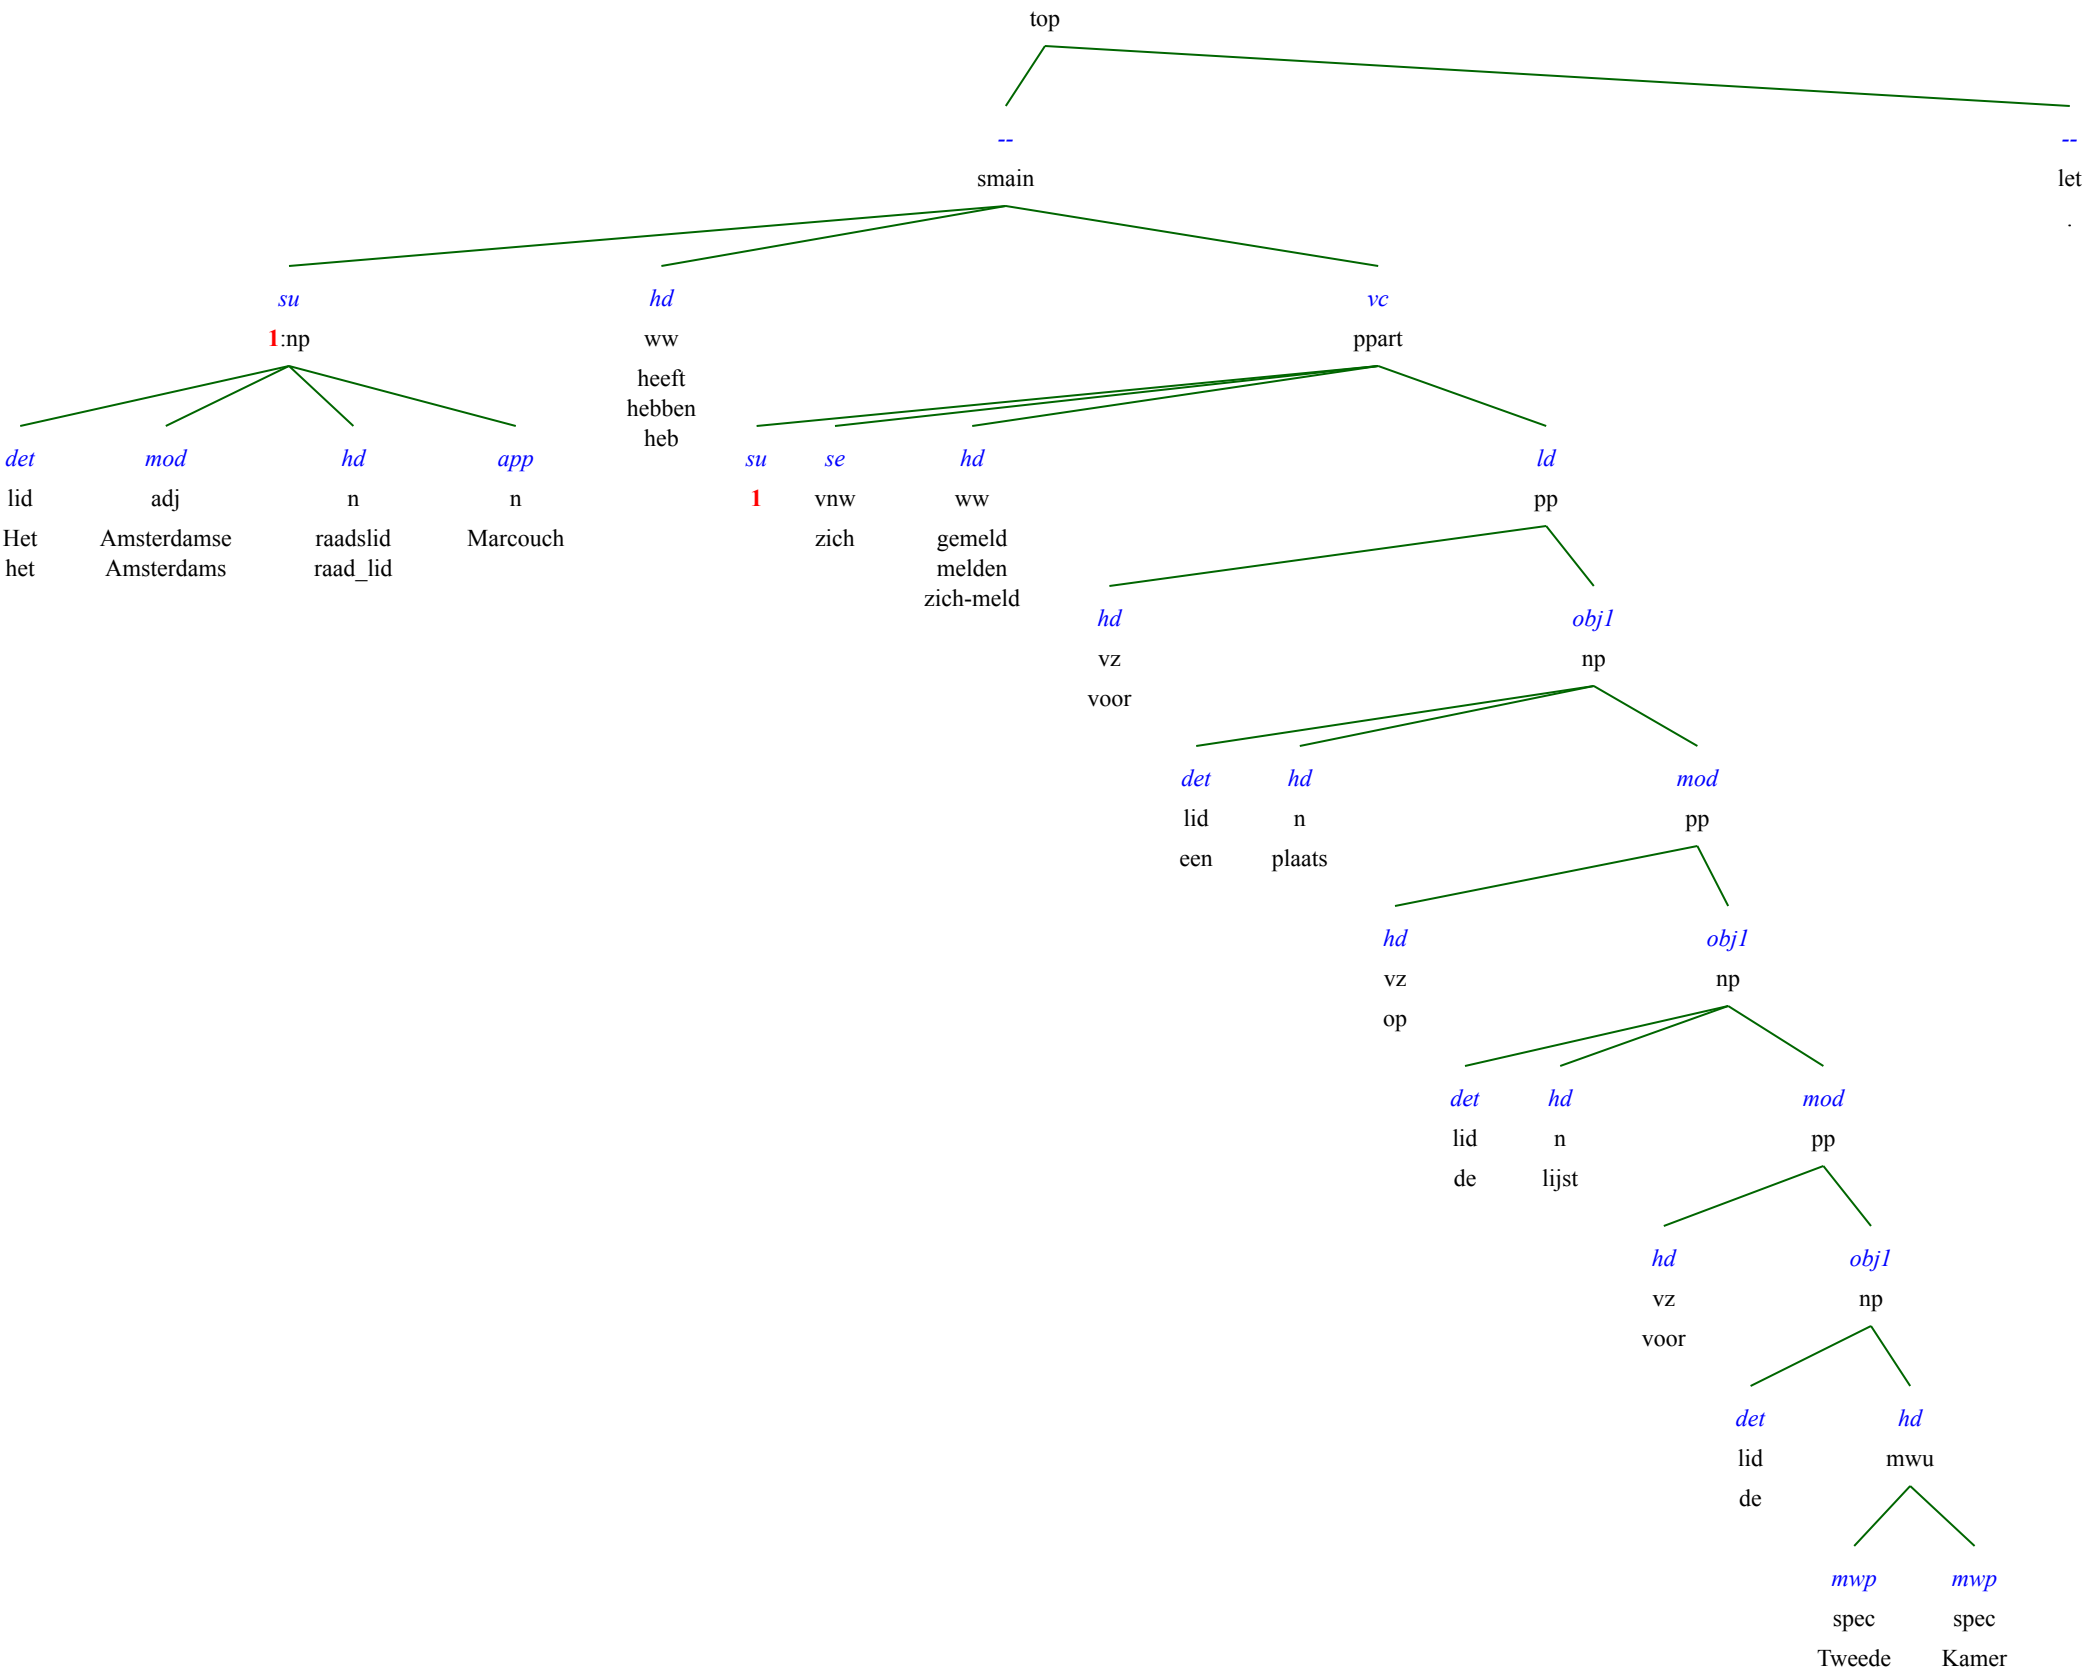 top
-- --
smain let
.
su hd vc
1:np ww ppart
heeft
hebben
heb
det mod hd app su se hd ld
lid adj n n 1 vnw ww pp
Het Amsterdamse raadslid Marcouch zich gemeld
het Amsterdams raad_lid melden
zich-meld
hd obj1
vz np
voor
det hd mod
lid n pp
een plaats
hd obj1
vz np
op
det hd mod
lid n pp
de lijst
hd obj1
vz np
voor
det hd
lid mwu
de
mwp mwp
spec spec
Tweede Kamer